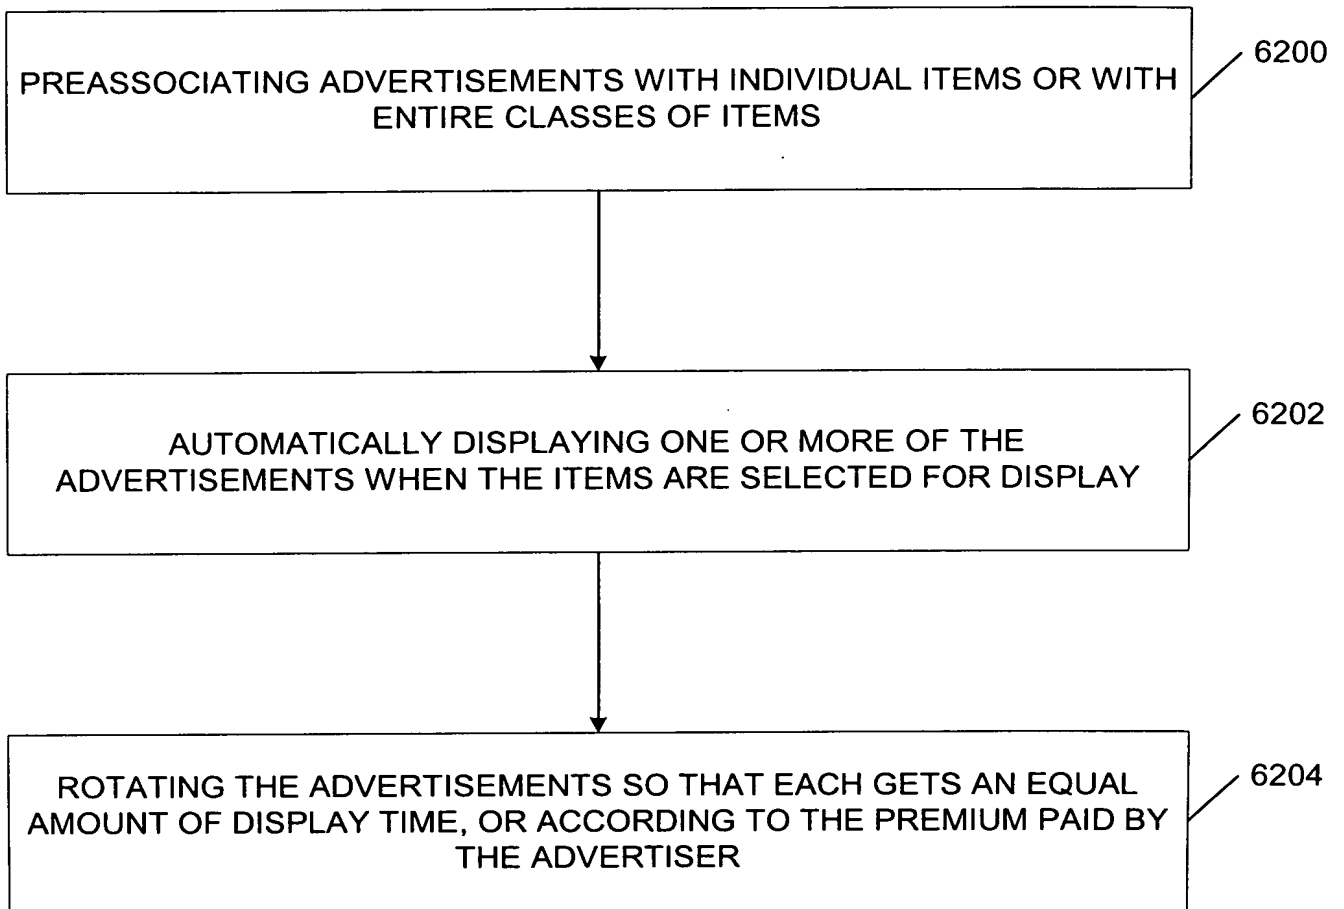 PREASSOCIATING ADVERTISEMENTS WITH INDIVIDUAL ITEMS OR WITH
ENTIRE CLASSES OF ITEMS
6200
AUTOMATICALLY DISPLAYING ONE OR MORE OF THE
ADVERTISEMENTS WHEN THE ITEMS ARE SELECTED FOR DISPLAY
6202
ROTATING THE ADVERTISEMENTS SO THAT EACH GETS AN EQUAL
AMOUNT OF DISPLAY TIME, OR ACCORDING TO THE PREMIUM PAID BY
THE ADVERTISER
6204